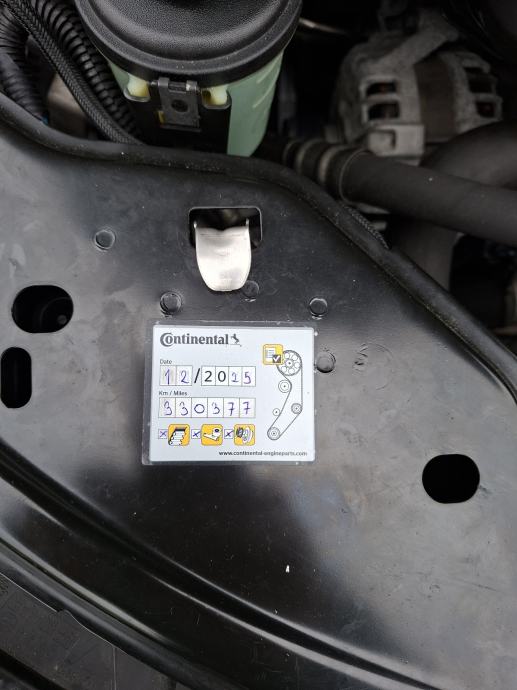 Continental
Date
12/2025
Km / Miles
330377
www.continental-engineparts.com